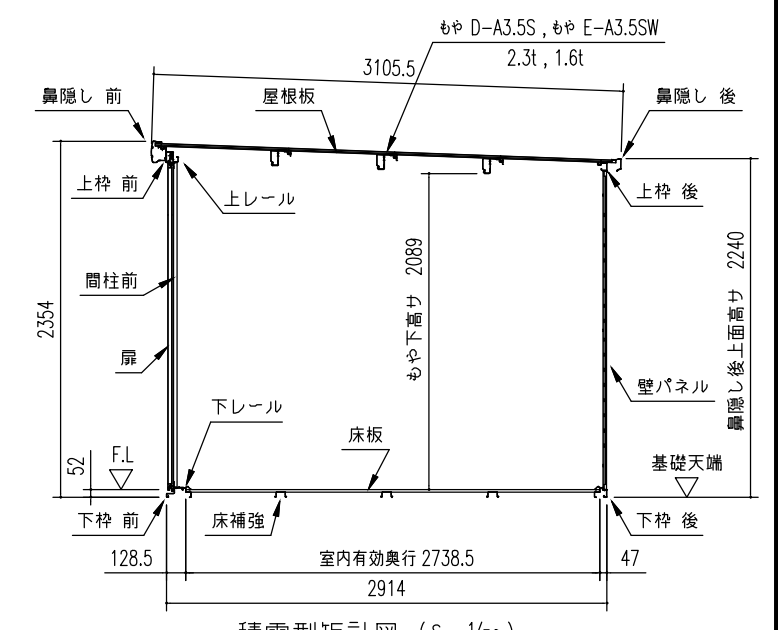 もや D-A3.5S , もや E-A3.5SW
2.3t , 1.6t
3105.5
鼻隠し 前
屋根板
鼻隠し 後
上枠 前
上レール
上枠 後
間柱前
もや下高サ 2089
鼻隠し後上面高サ 2240
2354
扉
壁パネル
下レール
床板
F.L
52
基礎天端
下枠 前
床補強
下枠 後
128.5
室内有効奥行 2738.5
47
2914